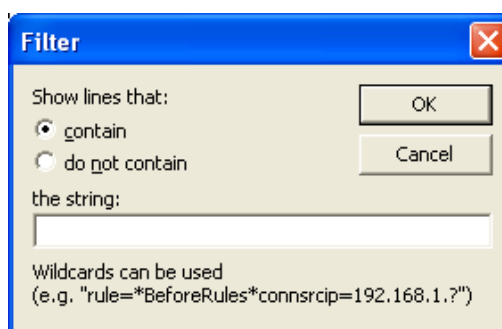 Filter
Show lines that:
contain
do not contain
OK
Cancel
the string:
Wildcards can be used
(e.g. "rule=*BeforeRules*connsrcip=192.168.1.?")